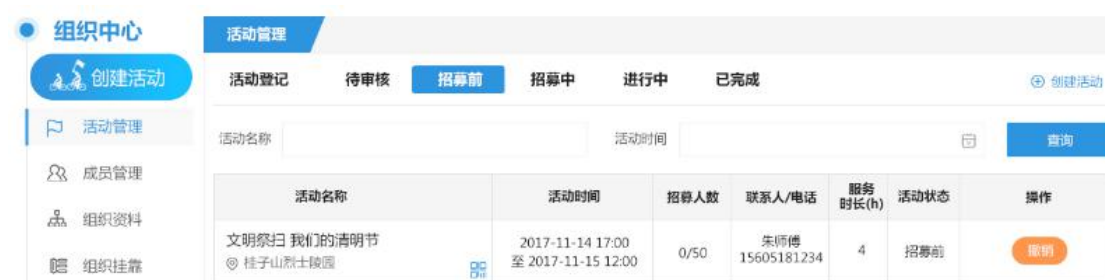 组织中心
创建活动
活动管理
成员管理
组织资料
组织挂靠
活动管理
活动登记 待审核 招募前 招募中 进行中 已完成 创建活动
活动名称 活动时间 查询
活动名称 活动时间 招募人数 联系人/电话 服务时长(h) 活动状态 操作
文明祭扫 我们的清明节
桂子山烈士陵园
2017-11-14 17:00
至 2017-11-15 12:00
0/50
朱师傅
15605181234
4
招募前
撤销